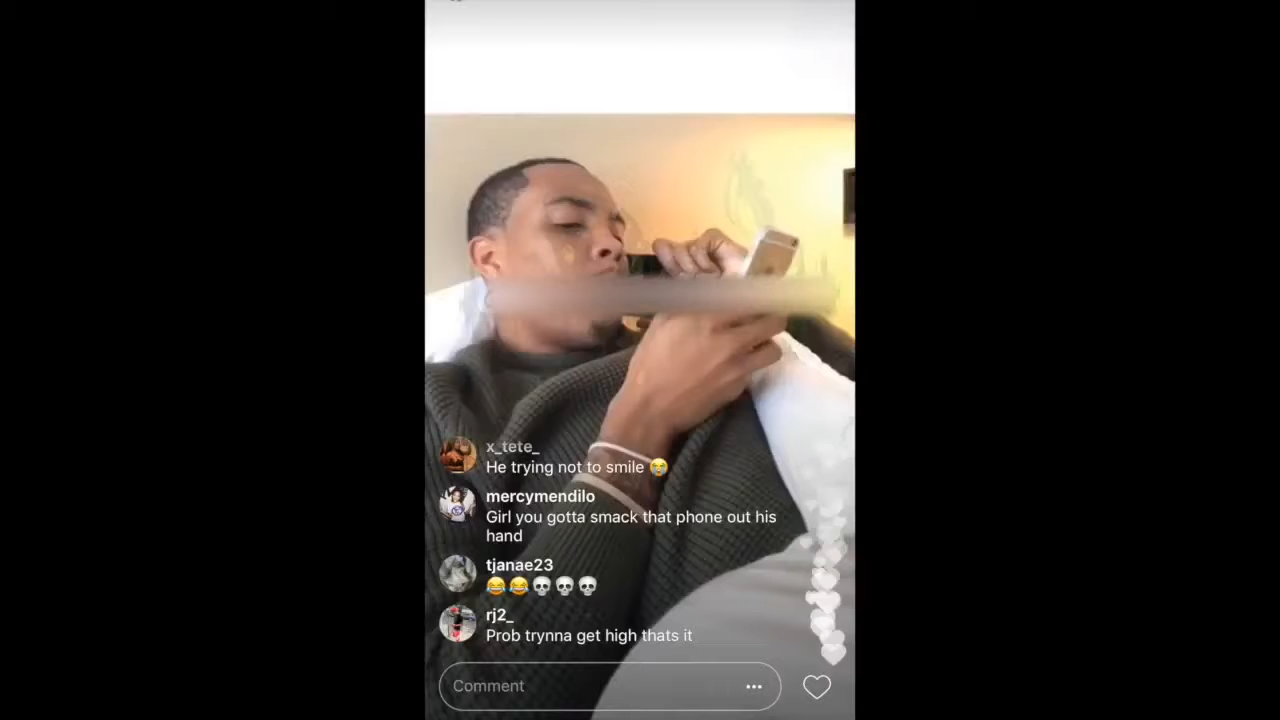 x_tete_
He trying not to smile 😭
mercymendilo
Girl you gotta smack that phone out his
hand
tjanae23
😂😂💀💀💀
rj2_
Prob trynna get high thats it
Comment